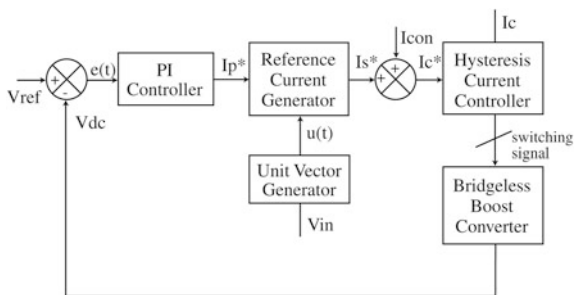 Vref
+
-
Vdc
e(t)
PI
Controller
Ip*
Reference
Current
Generator
u(t)
Unit Vector
Generator
Vin
Is*
Icon
+
+
Ic*
Ic
Hysteresis
Current
Controller
switching
signal
Bridgeless
Boost
Converter